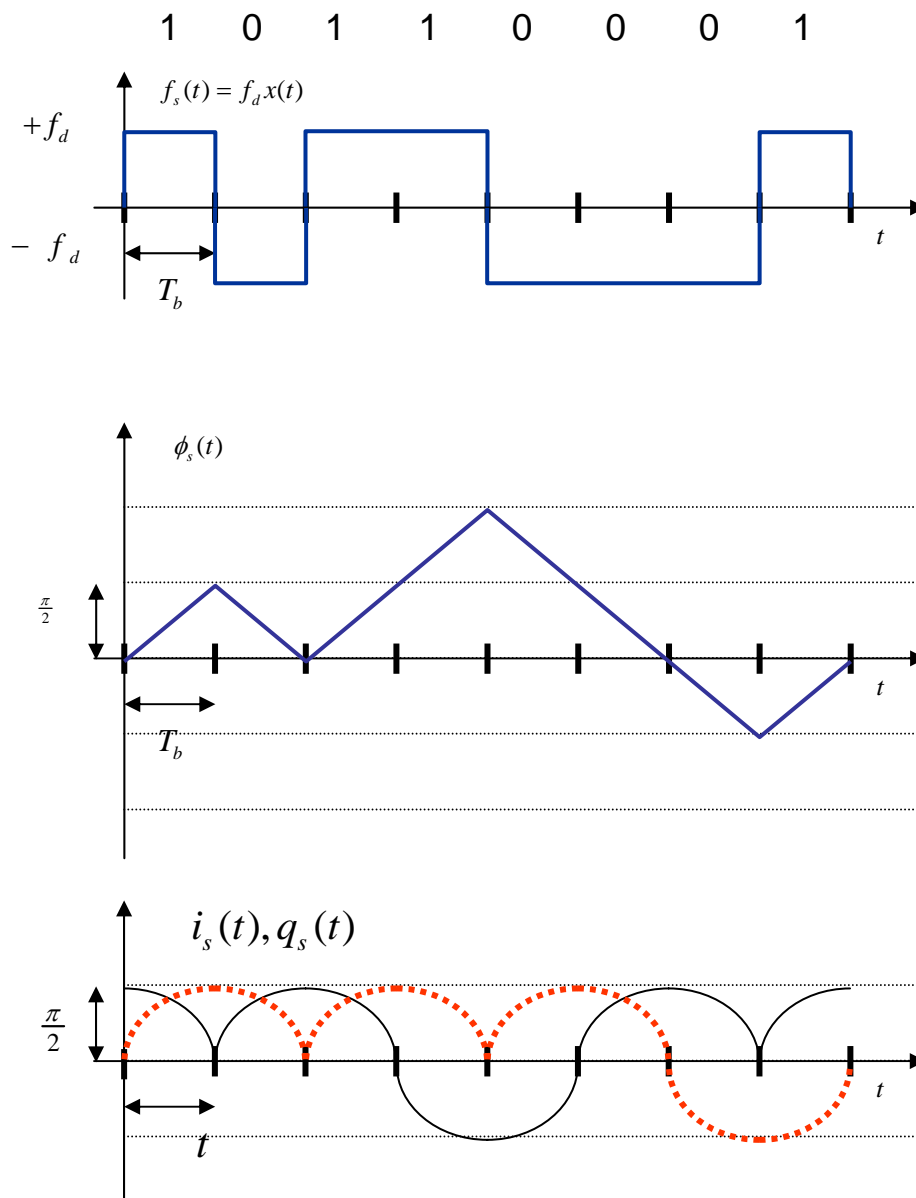 1 0 1 1 0 0 0 1
f_s(t) = f_d x(t)
+f_d
− f_d
t
T_b
ϕ_s(t)
π/2
t
T_b
i_s(t), q_s(t)
π/2
t
t